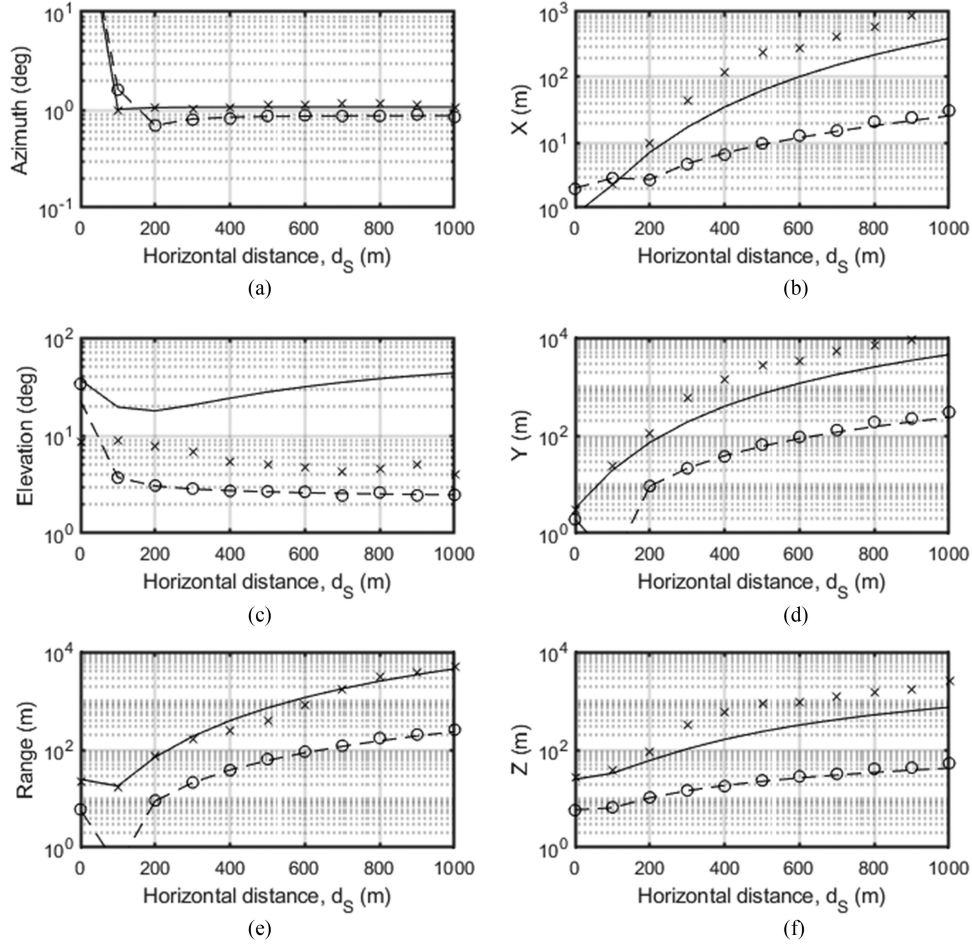 10^1
10^0
10^-1
Azimuth (deg)
0 200 400 600 800 1000
Horizontal distance, d_S (m)
(a)
10^3
10^2
10^1
10^0
X (m)
0 200 400 600 800 1000
Horizontal distance, d_S (m)
(b)
10^2
10^1
10^0
Elevation (deg)
0 200 400 600 800 1000
Horizontal distance, d_S (m)
(c)
10^4
10^2
10^0
Y (m)
0 200 400 600 800 1000
Horizontal distance, d_S (m)
(d)
10^4
10^2
10^0
Range (m)
0 200 400 600 800 1000
Horizontal distance, d_S (m)
(e)
10^4
10^2
10^0
Z (m)
0 200 400 600 800 1000
Horizontal distance, d_S (m)
(f)